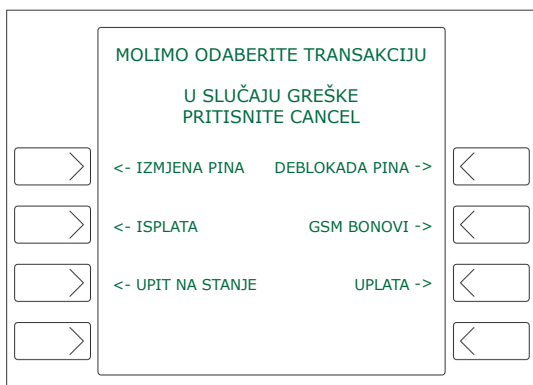 MOLIMO ODABERITE TRANSAKCIJU
U SLUČAJU GREŠKE
PRITISNITE CANCEL
<- IZMJENA PINA DEBLOKADA PINA ->
<- ISPLATA GSM BONOVI ->
<- UPIT NA STANJE UPLATA ->